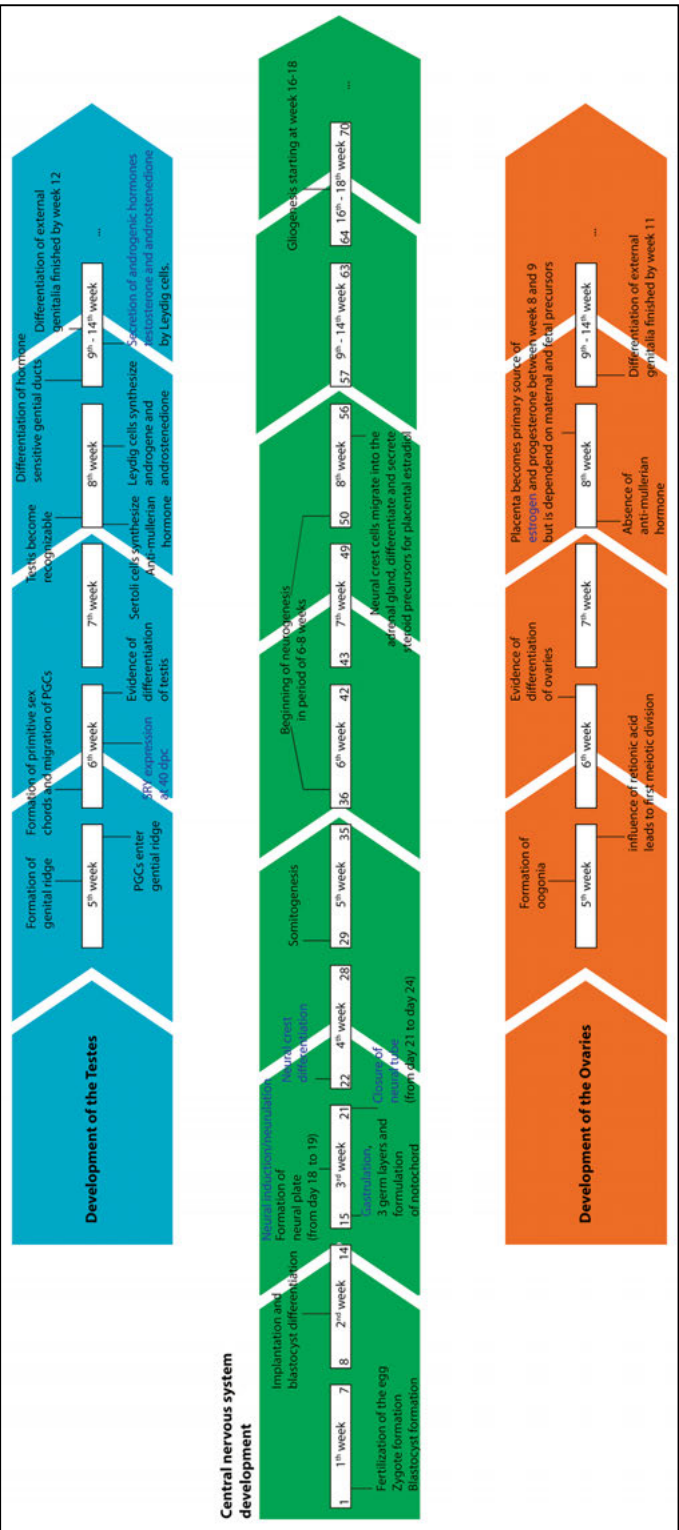 Development of the Testes
Formation of
genital ridge
5th week
PGCs enter
gential ridge
Formation of primitive sex
chords and migration of PGCs
6th week
SRY expression
at 40 dpc
Evidence of
differentiation
of testis
7th week
Testis become
recognizable
Sertoli cells synthesize
Anti-mullerian
hormone
8th week
Leydig cells synthesize
androgene and
androstenedione
Differentiation of hormone
sensitive gential ducts
Differentiation of external
genitalia finished by week 12
9th - 14th week
Secretion of androgenic hormones
testosterone and androtstenedione
by Leydig cells.
...
Central nervous system
development
1 1th week 7
Fertilization of the egg
Zygote formation
Blastocyst formation
Implantation and
blastocyst differentiation
8 2nd week 14
Neural induction/neurulation
Formation of
neural plate
(from day 18 to 19)
15 3rd week 21
Gastrulation,
3 germ layers and
formulation
of notochord
Neural crest
differentiation
22 4th week 28
Closure of
neural tube
(from day 21 to day 24)
Somitogenesis
29 5th week 35
Beginning of neurogenesis
in period of 6-8 weeks
36 6th week 42
43 7th week 49
50 8th week 56
Neural crest cells migrate into the
adrenal gland, differentiate and secrete
steroid precursors for placental estradiol
57 9th - 14th week 63
Gliogenesis starting at week 16-18
64 16th - 18th week 70
...
Development of the Ovaries
Formation of
oogonia
5th week
influence of retionic acid
leads to first meiotic division
6th week
Evidence of
differentiation
of ovaries
7th week
Placenta becomes primary source of
estrogen and progesterone between week 8 and 9
but is dependend on maternal and fetal precursors
8th week
Absence of
anti-mullerian
hormone
9th - 14th week
Differentiation of external
genitalia finished by week 11
...